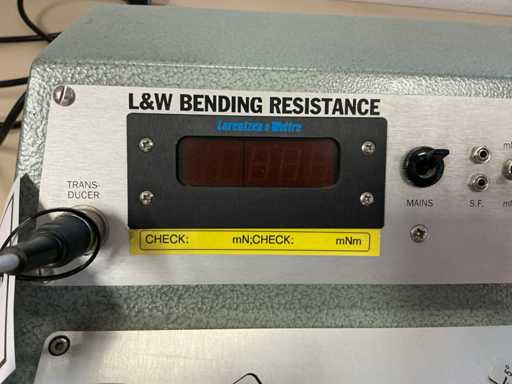 L&W BENDING RESISTANCE
Lorentzen & Wettre
TRANS-
DUCER
MAINS
S.F.
CHECK: mN;CHECK: mNm